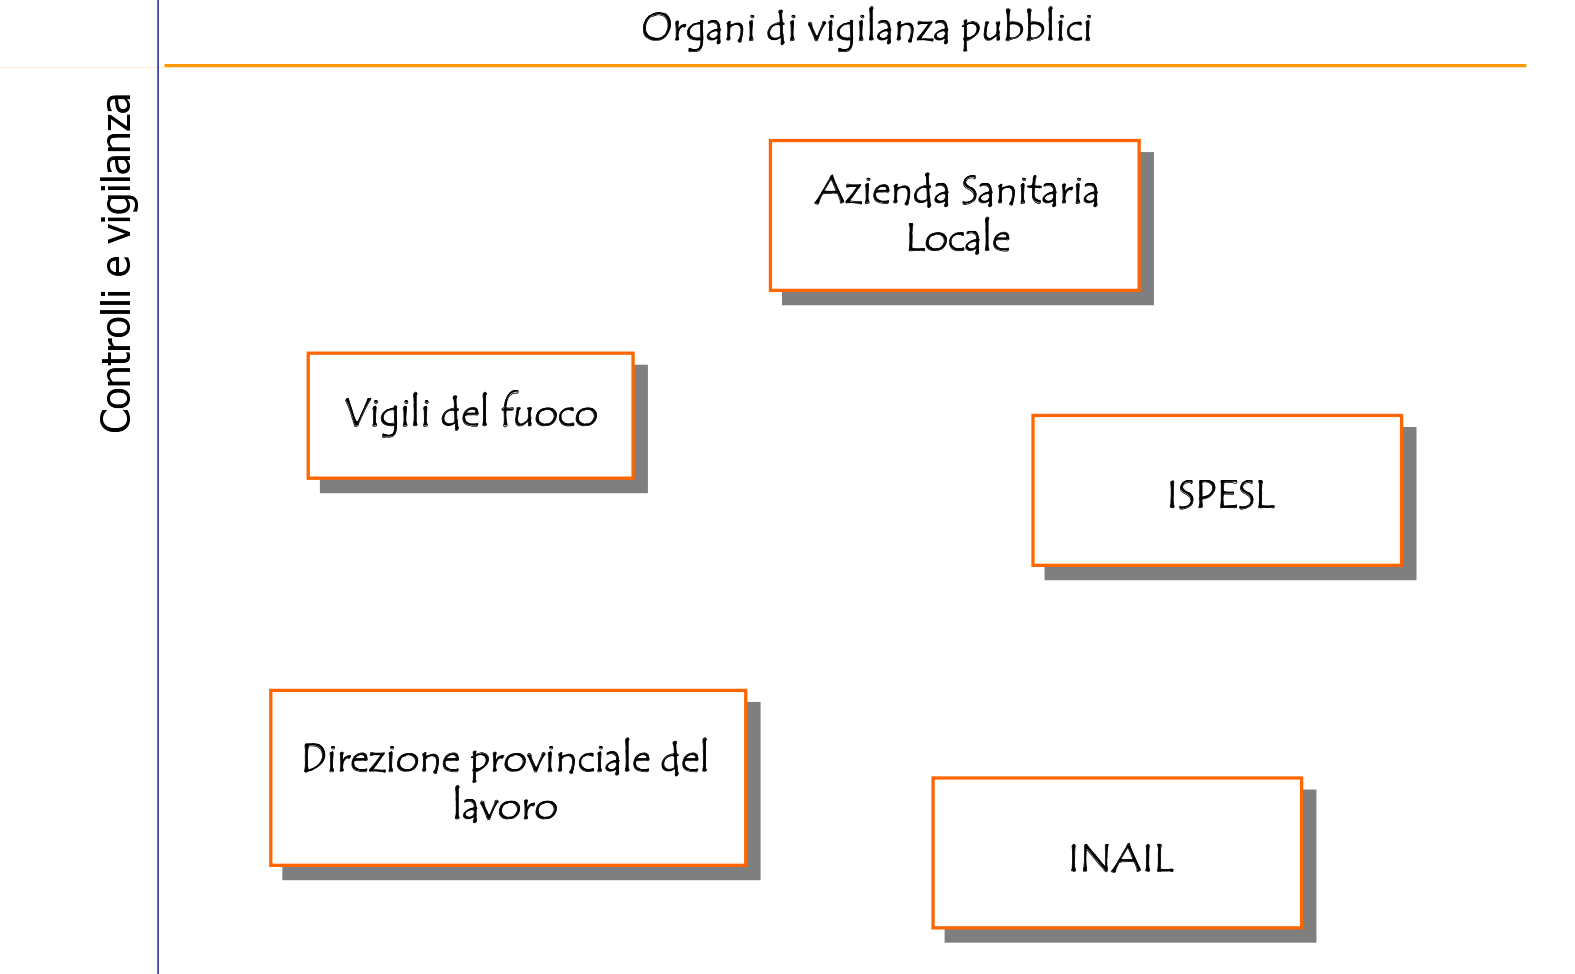 Organi di vigilanza pubblici
Controlli e vigilanza
Azienda Sanitaria
Locale
Vigili del fuoco
ISPESL
Direzione provinciale del
lavoro
INAIL